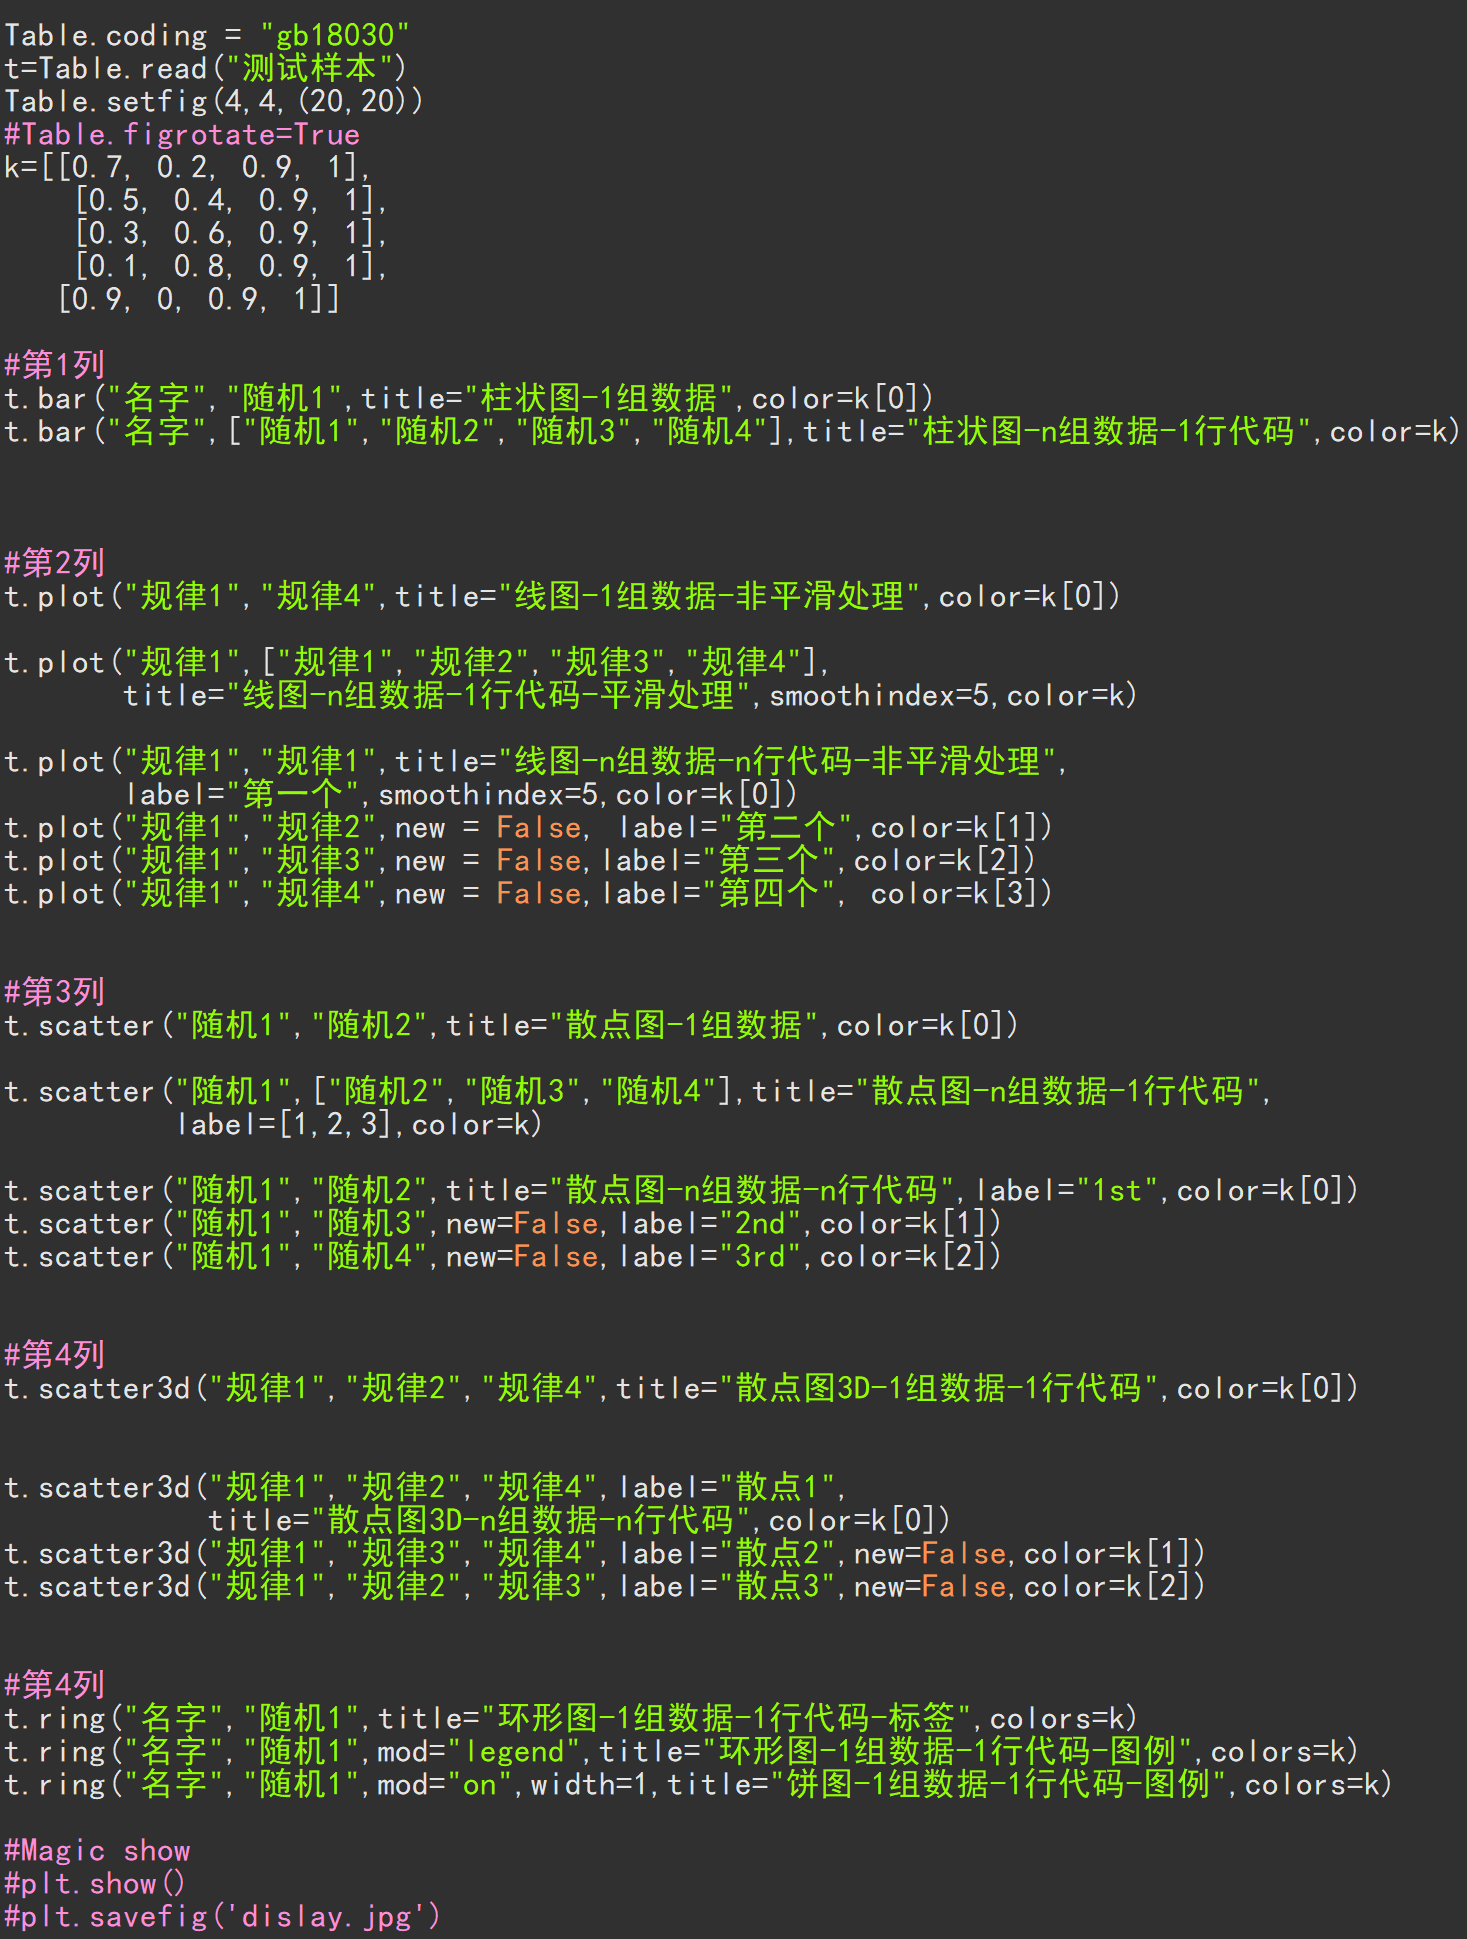 Table.coding = "gb18030"
t=Table.read("测试样本")
Table.setfig(4,4,(20,20))
#Table.figrotate=True
k=[[0.7, 0.2, 0.9, 1],
[0.5, 0.4, 0.9, 1],
[0.3, 0.6, 0.9, 1],
[0.1, 0.8, 0.9, 1],
[0.9, 0, 0.9, 1]]
#第1列
t.bar("名字","随机1",title="柱状图-1组数据",color=k[0])
t.bar("名字",["随机1","随机2","随机3","随机4"],title="柱状图-n组数据-1行代码",color=k)
#第2列
t.plot("规律1","规律4",title="线图-1组数据-非平滑处理",color=k[0])
t.plot("规律1",["规律1","规律2","规律3","规律4"],
title="线图-n组数据-1行代码-平滑处理",smoothindex=5,color=k)
t.plot("规律1","规律1",title="线图-n组数据-n行代码-非平滑处理",
label="第一个",smoothindex=5,color=k[0])
t.plot("规律1","规律2",new = False, label="第二个",color=k[1])
t.plot("规律1","规律3",new = False,label="第三个",color=k[2])
t.plot("规律1","规律4",new = False,label="第四个", color=k[3])
#第3列
t.scatter("随机1","随机2",title="散点图-1组数据",color=k[0])
t.scatter("随机1",["随机2","随机3","随机4"],title="散点图-n组数据-1行代码",
label=[1,2,3],color=k)
t.scatter("随机1","随机2",title="散点图-n组数据-n行代码",label="1st",color=k[0])
t.scatter("随机1","随机3",new=False,label="2nd",color=k[1])
t.scatter("随机1","随机4",new=False,label="3rd",color=k[2])
#第4列
t.scatter3d("规律1","规律2","规律4",title="散点图3D-1组数据-1行代码",color=k[0])
t.scatter3d("规律1","规律2","规律4",label="散点1",
title="散点图3D-n组数据-n行代码",color=k[0])
t.scatter3d("规律1","规律3","规律4",label="散点2",new=False,color=k[1])
t.scatter3d("规律1","规律2","规律3",label="散点3",new=False,color=k[2])
#第4列
t.ring("名字","随机1",title="环形图-1组数据-1行代码-标签",colors=k)
t.ring("名字","随机1",mod="legend",title="环形图-1组数据-1行代码-图例",colors=k)
t.ring("名字","随机1",mod="on",width=1,title="饼图-1组数据-1行代码-图例",colors=k)
#Magic show
#plt.show()
#plt.savefig('dislay.jpg')